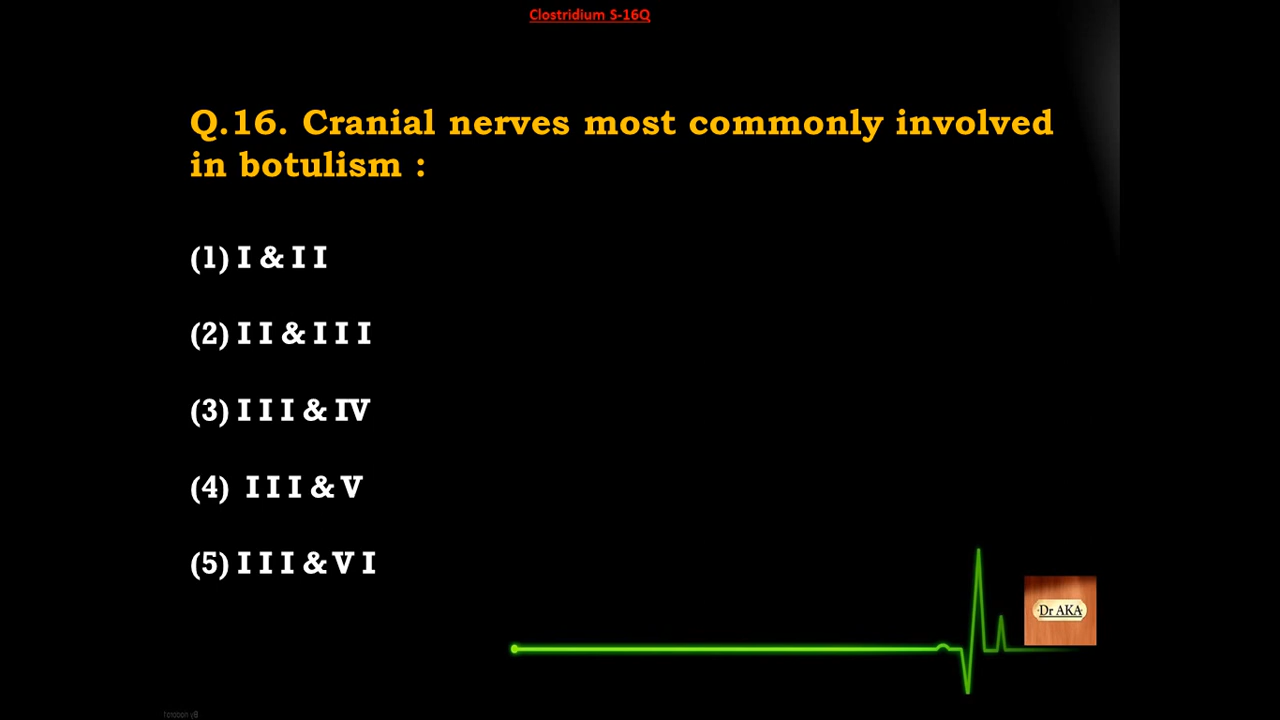 Clostridium S-16Q
Q.16. Cranial nerves most commonly involved
in botulism :
(1) I & I I
(2) I I & I I I
(3) I I I & IV
(4) I I I & V
(5) I I I & V I
Dr AKA